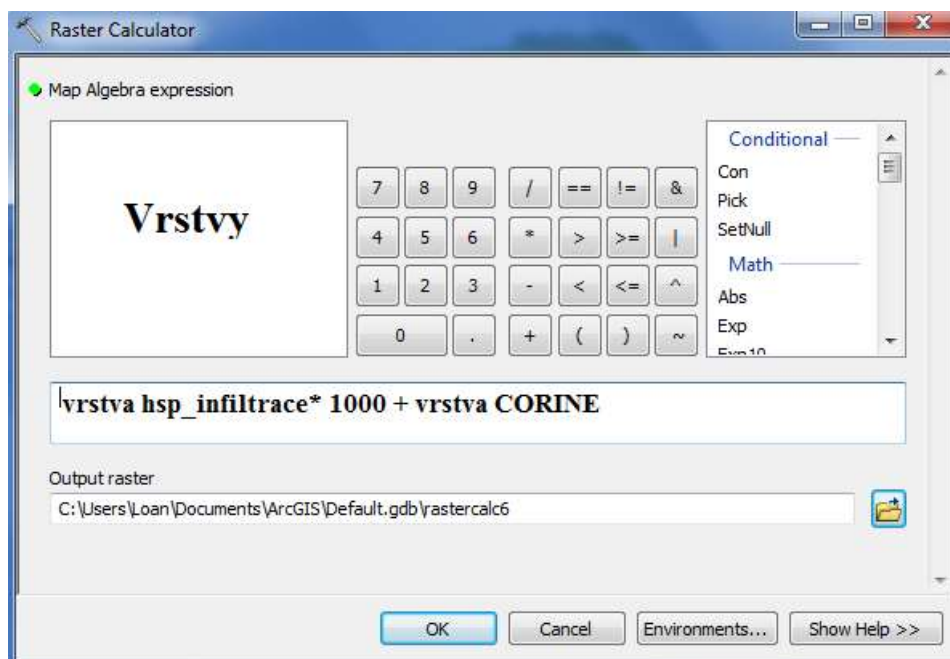 Raster Calculator
Map Algebra expression
Vrstvy
7 8 9 / == != &
4 5 6 * > >= |
1 2 3 - < <= ^
0 . + ( ) ~
Conditional
Con
Pick
SetNull
Math
Abs
Exp
Exp10
vrstva hsp_infiltrace* 1000 + vrstva CORINE
Output raster
C:\Users\Loan\Documents\ArcGIS\Default.gdb\rastercalc6
OK Cancel Environments... Show Help >>